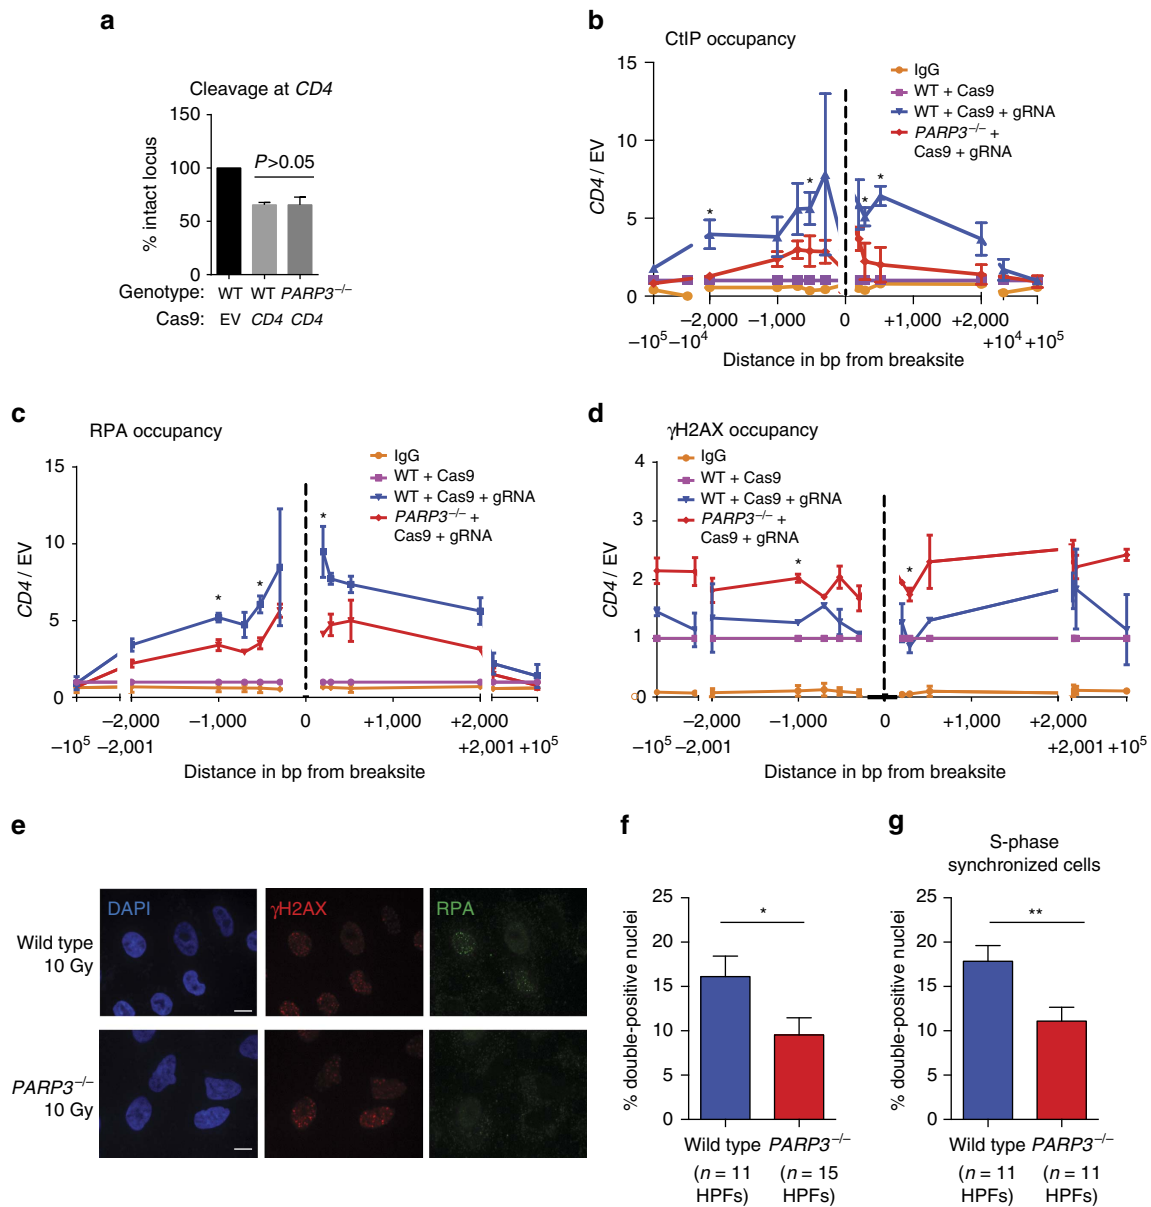 a
Cleavage at CD4
150
100
50
0
% intact locus
P>0.05
Genotype: WT WT PARP3⁻/⁻
Cas9: EV CD4 CD4
b
CtIP occupancy
15
10
5
0
CD4 / EV
IgG
WT + Cas9
WT + Cas9 + gRNA
PARP3⁻/⁻ +
Cas9 + gRNA
* * * *
−2,000 −1,000 0 +1,000 +2,000
−10⁵ −10⁴ +10⁴ +10⁵
Distance in bp from breaksite
c
RPA occupancy
15
10
5
0
CD4 / EV
IgG
WT + Cas9
WT + Cas9 + gRNA
PARP3⁻/⁻ +
Cas9 + gRNA
* * *
−2,000 −1,000 0 +1,000 +2,000
−10⁵ −2,001 +2,001 +10⁵
Distance in bp from breaksite
d
γH2AX occupancy
4
3
2
1
0
CD4 / EV
IgG
WT + Cas9
WT + Cas9 + gRNA
PARP3⁻/⁻ +
Cas9 + gRNA
* *
−2,000 −1,000 0 +1,000 +2,000
−10⁵ −2,001 +2,001 +10⁵
Distance in bp from breaksite
e
DAPI γH2AX RPA
Wild type
10 Gy
PARP3⁻/⁻
10 Gy
f
25
20
15
10
5
0
% double-positive nuclei
*
Wild type PARP3⁻/⁻
(n = 11 (n = 15
HPFs) HPFs)
g
S-phase
synchronized cells
25
20
15
10
5
0
% double-positive nuclei
**
Wild type PARP3⁻/⁻
(n = 11 (n = 11
HPFs) HPFs)